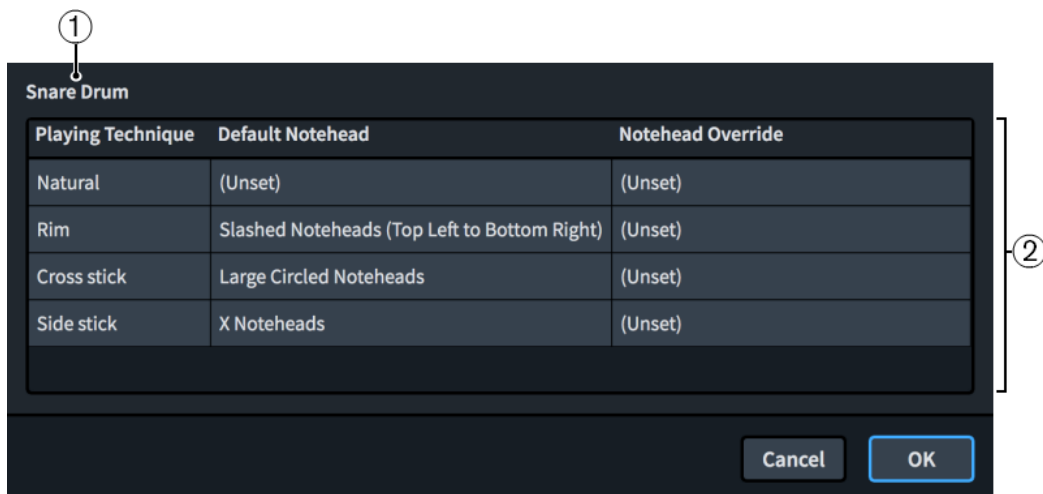 ①
Snare Drum
Playing Technique Default Notehead Notehead Override
Natural (Unset) (Unset)
Rim Slashed Noteheads (Top Left to Bottom Right) (Unset)
Cross stick Large Circled Noteheads (Unset)
Side stick X Noteheads (Unset)
②
Cancel OK